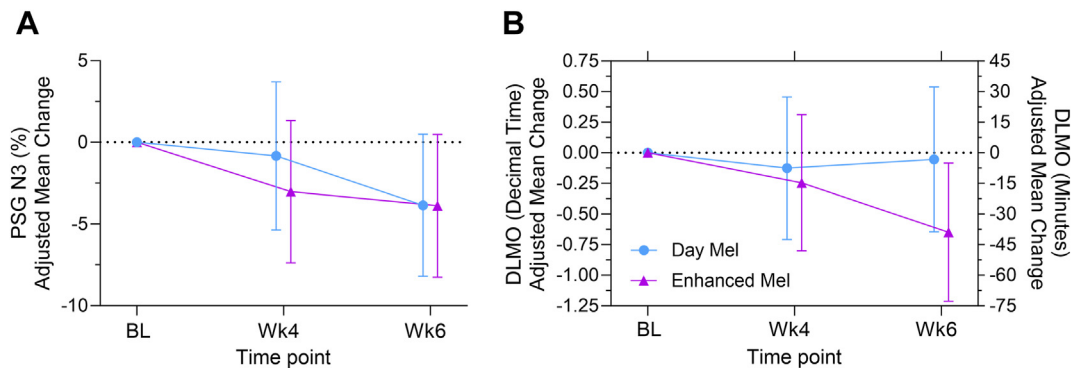 A
PSG N3 (%)
Adjusted Mean Change
5
0
-5
-10
BL
Wk4
Wk6
Time point
B
DLMO (Decimal Time)
Adjusted Mean Change
0.75
0.50
0.25
0.00
-0.25
-0.50
-0.75
-1.00
-1.25
Day Mel
Enhanced Mel
BL
Wk4
Wk6
Time point
45
30
15
0
-15
-30
-45
-60
-75
DLMO (Minutes)
Adjusted Mean Change